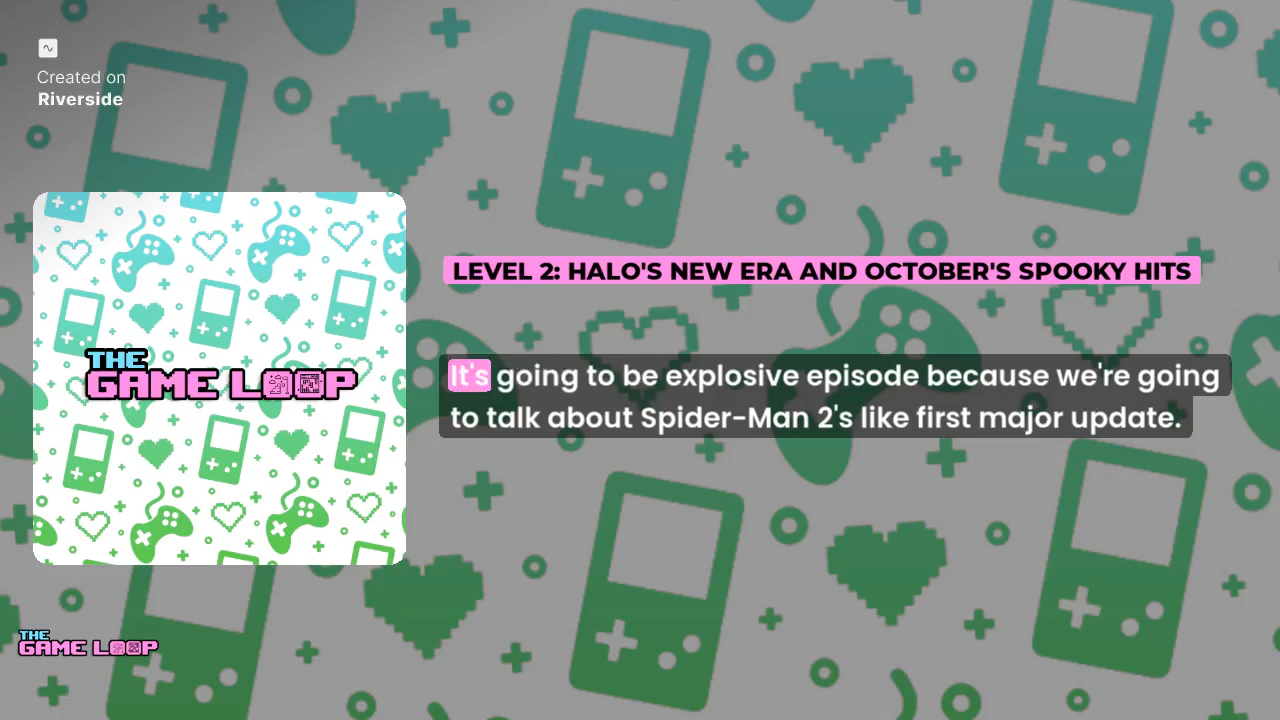 Created on
Riverside
THE
GAME LOOP
LEVEL 2: HALO'S NEW ERA AND OCTOBER'S SPOOKY HITS
It's going to be explosive episode because we're going
to talk about Spider-Man 2's like first major update.
THE
GAME LOOP